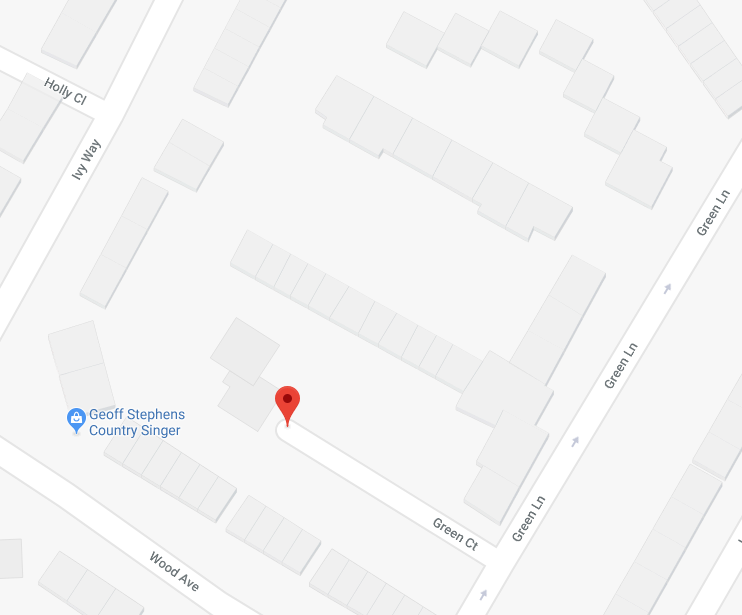 Holly Cl
Ivy Way
Green Ln
Green Ln
Geoff Stephens
Country Singer
Green Ln
Green Ct
Wood Ave